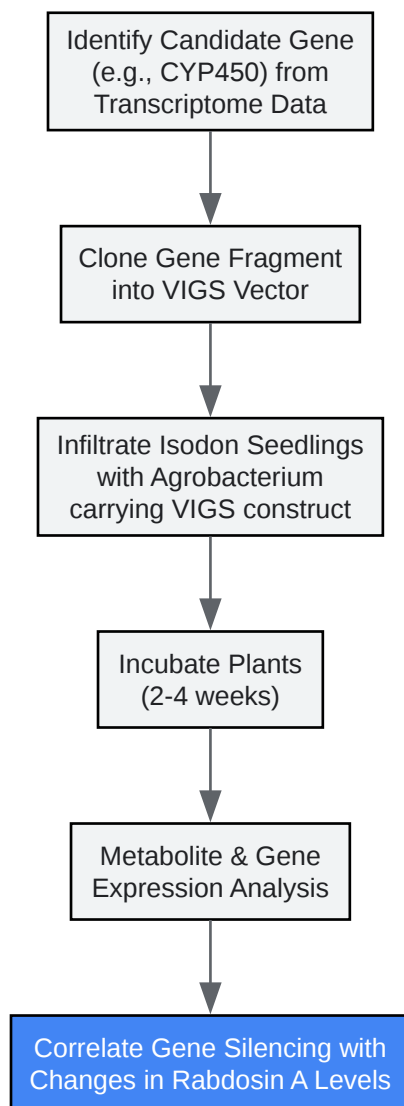 Identify Candidate Gene
(e.g., CYP450) from
Transcriptome Data
Clone Gene Fragment
into VIGS Vector
Infiltrate Isodon Seedlings
with Agrobacterium
carrying VIGS construct
Incubate Plants
(2-4 weeks)
Metabolite & Gene
Expression Analysis
Correlate Gene Silencing with
Changes in Rabdosin A Levels